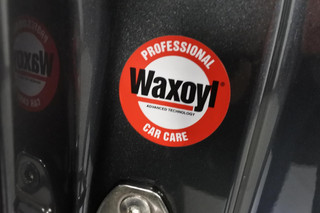 PROFESSIONAL
Waxoyl®
ADVANCED TECHNOLOGY
CAR CARE